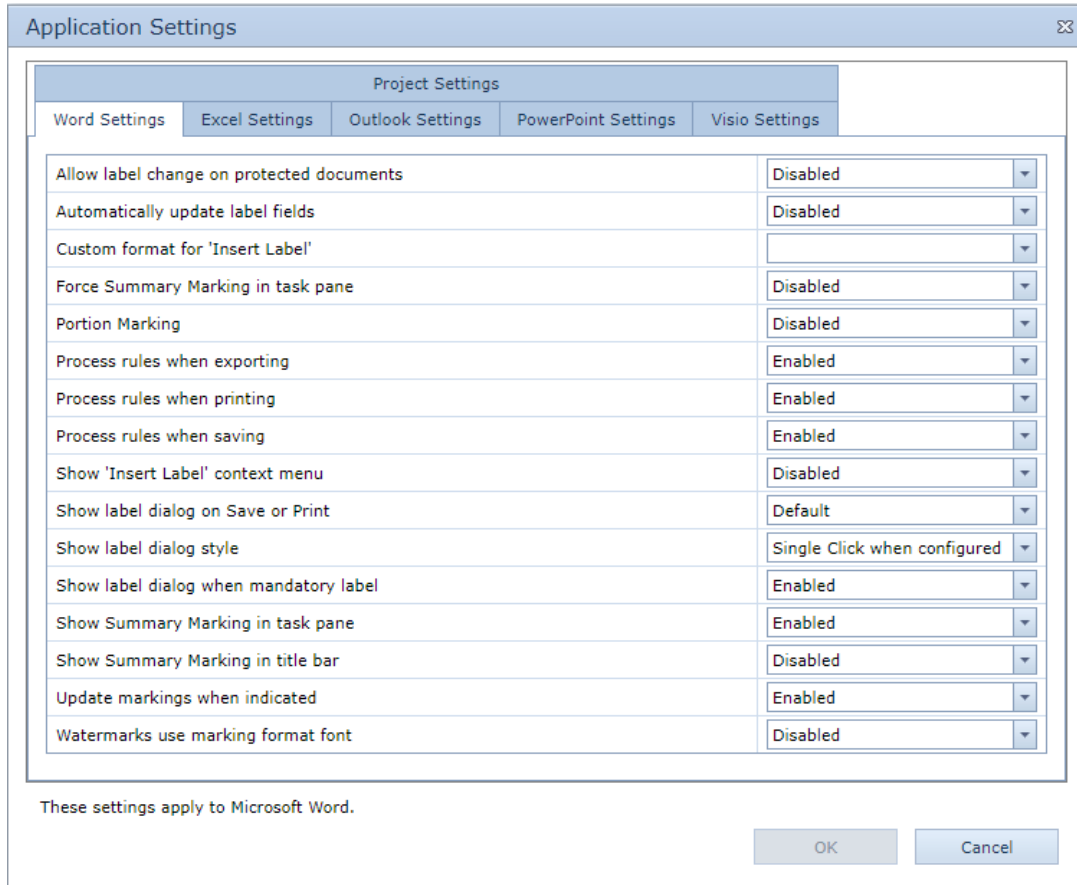 Application Settings
Project Settings
Word Settings Excel Settings Outlook Settings PowerPoint Settings Visio Settings
Allow label change on protected documents Disabled
Automatically update label fields Disabled
Custom format for 'Insert Label'
Force Summary Marking in task pane Disabled
Portion Marking Disabled
Process rules when exporting Enabled
Process rules when printing Enabled
Process rules when saving Enabled
Show 'Insert Label' context menu Disabled
Show label dialog on Save or Print Default
Show label dialog style Single Click when configured
Show label dialog when mandatory label Enabled
Show Summary Marking in task pane Enabled
Show Summary Marking in title bar Disabled
Update markings when indicated Enabled
Watermarks use marking format font Disabled
These settings apply to Microsoft Word.
OK Cancel